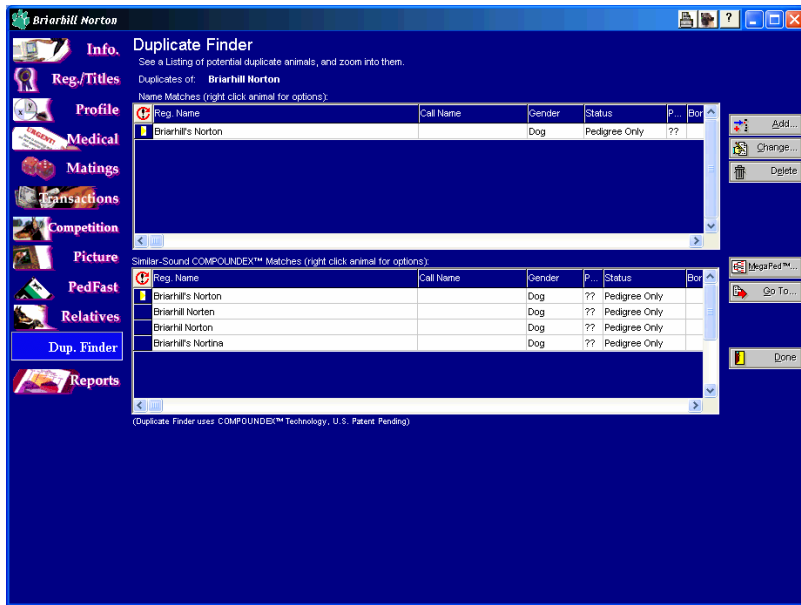 Briarhill Norton
?
Info.
Reg./Titles
Profile
URGENT!
Medical
Matings
Transactions
Competition
Picture
PedFast
Relatives
Dup. Finder
Reports
Duplicate Finder
See a Listing of potential duplicate animals, and zoom into them.
Duplicates of: Briarhill Norton
Name Matches (right click animal for options):
Reg. Name Call Name Gender Status P... Bor
Briarhill's Norton Dog Pedigree Only ??
Similar-Sound COMPOUNDEX™ Matches (right click animal for options):
Reg. Name Call Name Gender P... Status Bor
Briarhill's Norton Dog ?? Pedigree Only
Briarhill Norten Dog ?? Pedigree Only
Briarhil Norton Dog ?? Pedigree Only
Briarhill's Nortina Dog ?? Pedigree Only
(Duplicate Finder uses COMPOUNDEX™ Technology, U.S. Patent Pending)
Add...
Change...
Delete
MegaPed™...
Go To...
Done